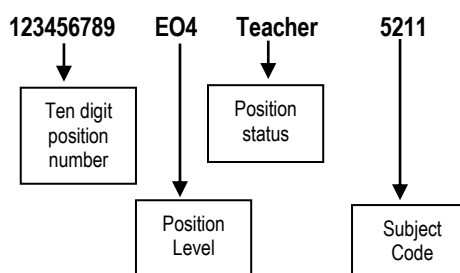 123456789 EO4 Teacher 5211
Ten digit
position
number
Position
status
Position
Level
Subject
Code